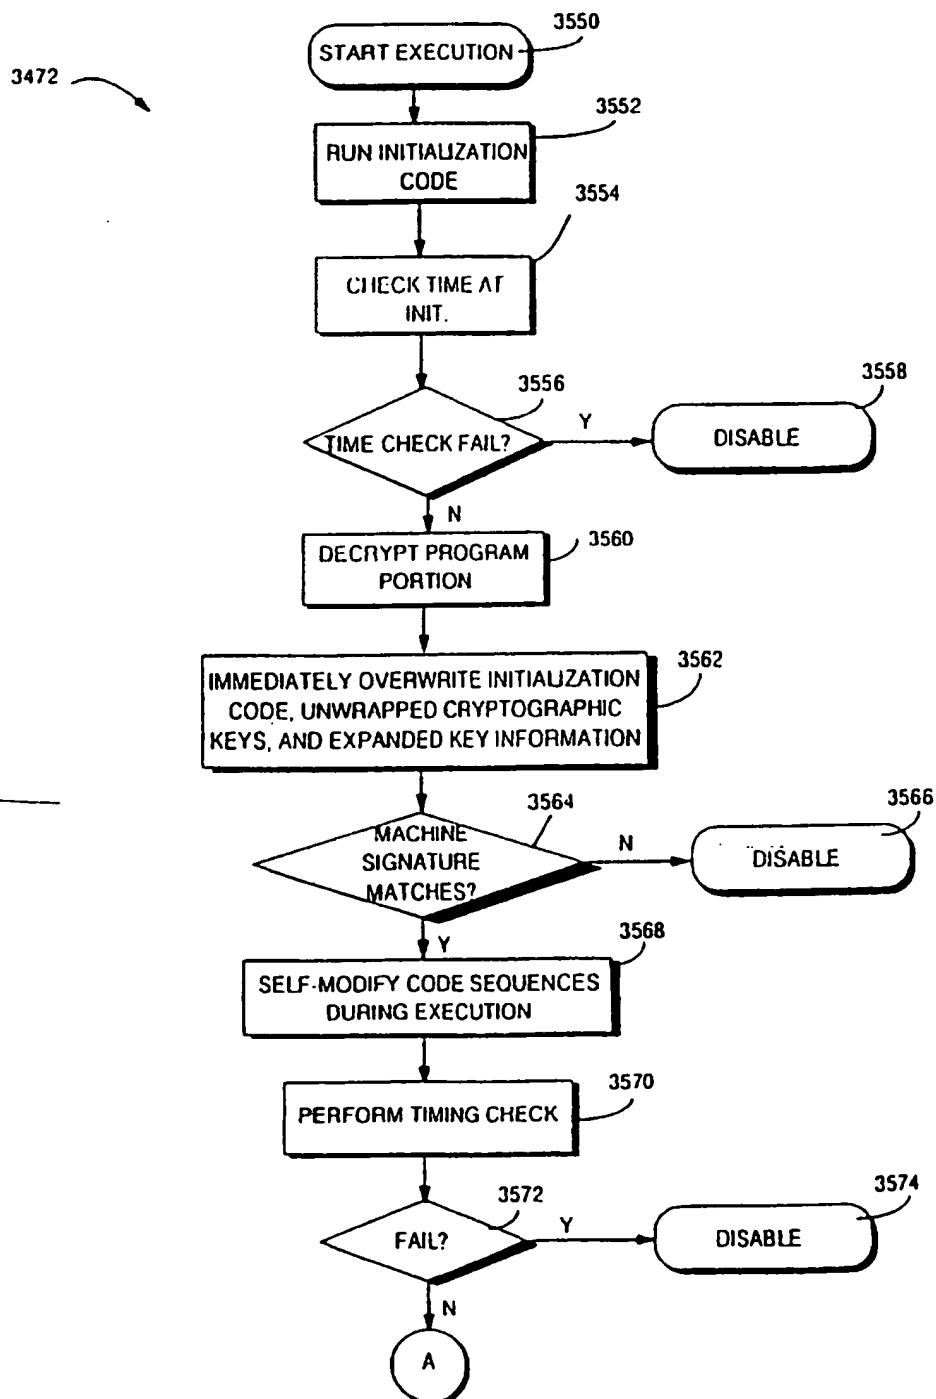 3550
START EXECUTION
3472
3552
RUN INITIALIZATION
CODE
3554
CHECK TIME AT
INIT.
3556
3558
TIME CHECK FAIL?
Y
DISABLE
N
3560
DECRYPT PROGRAM
PORTION
3562
IMMEDIATELY OVERWRITE INITIALIZATION
CODE, UNWRAPPED CRYPTOGRAPHIC
KEYS, AND EXPANDED KEY INFORMATION
3564
3566
MACHINE
SIGNATURE
MATCHES?
N
DISABLE
Y
3568
SELF-MODIFY CODE SEQUENCES
DURING EXECUTION
3570
PERFORM TIMING CHECK
3572
3574
FAIL?
Y
DISABLE
N
A